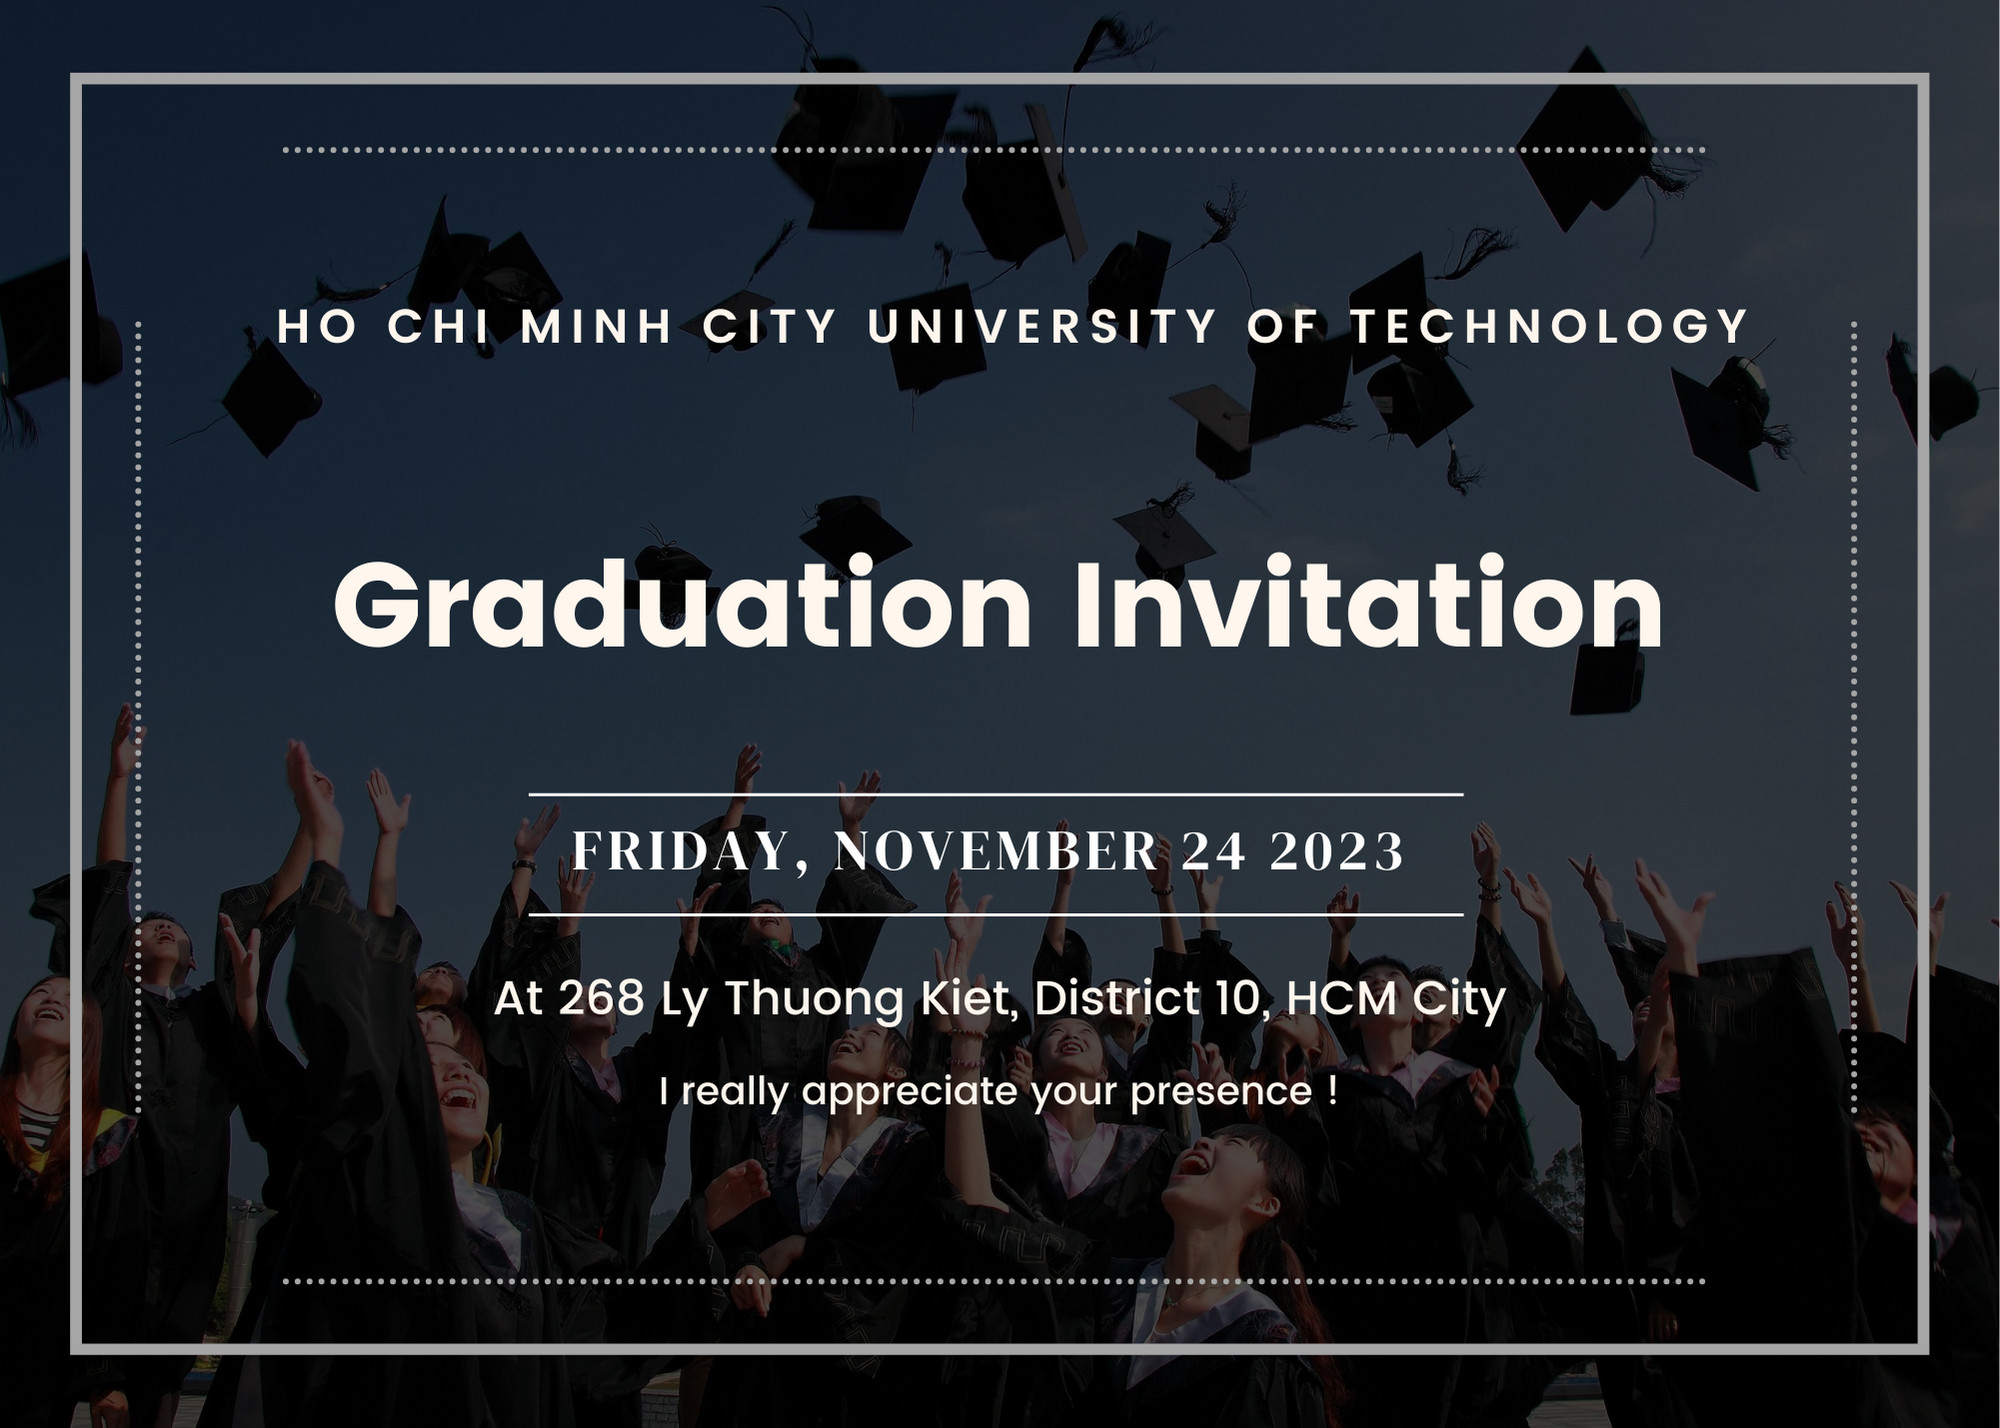 HO CHI MINH CITY UNIVERSITY OF TECHNOLOGY
Graduation Invitation
FRIDAY, NOVEMBER 24 2023
At 268 Ly Thuong Kiet, District 10, HCM City
I really appreciate your presence !